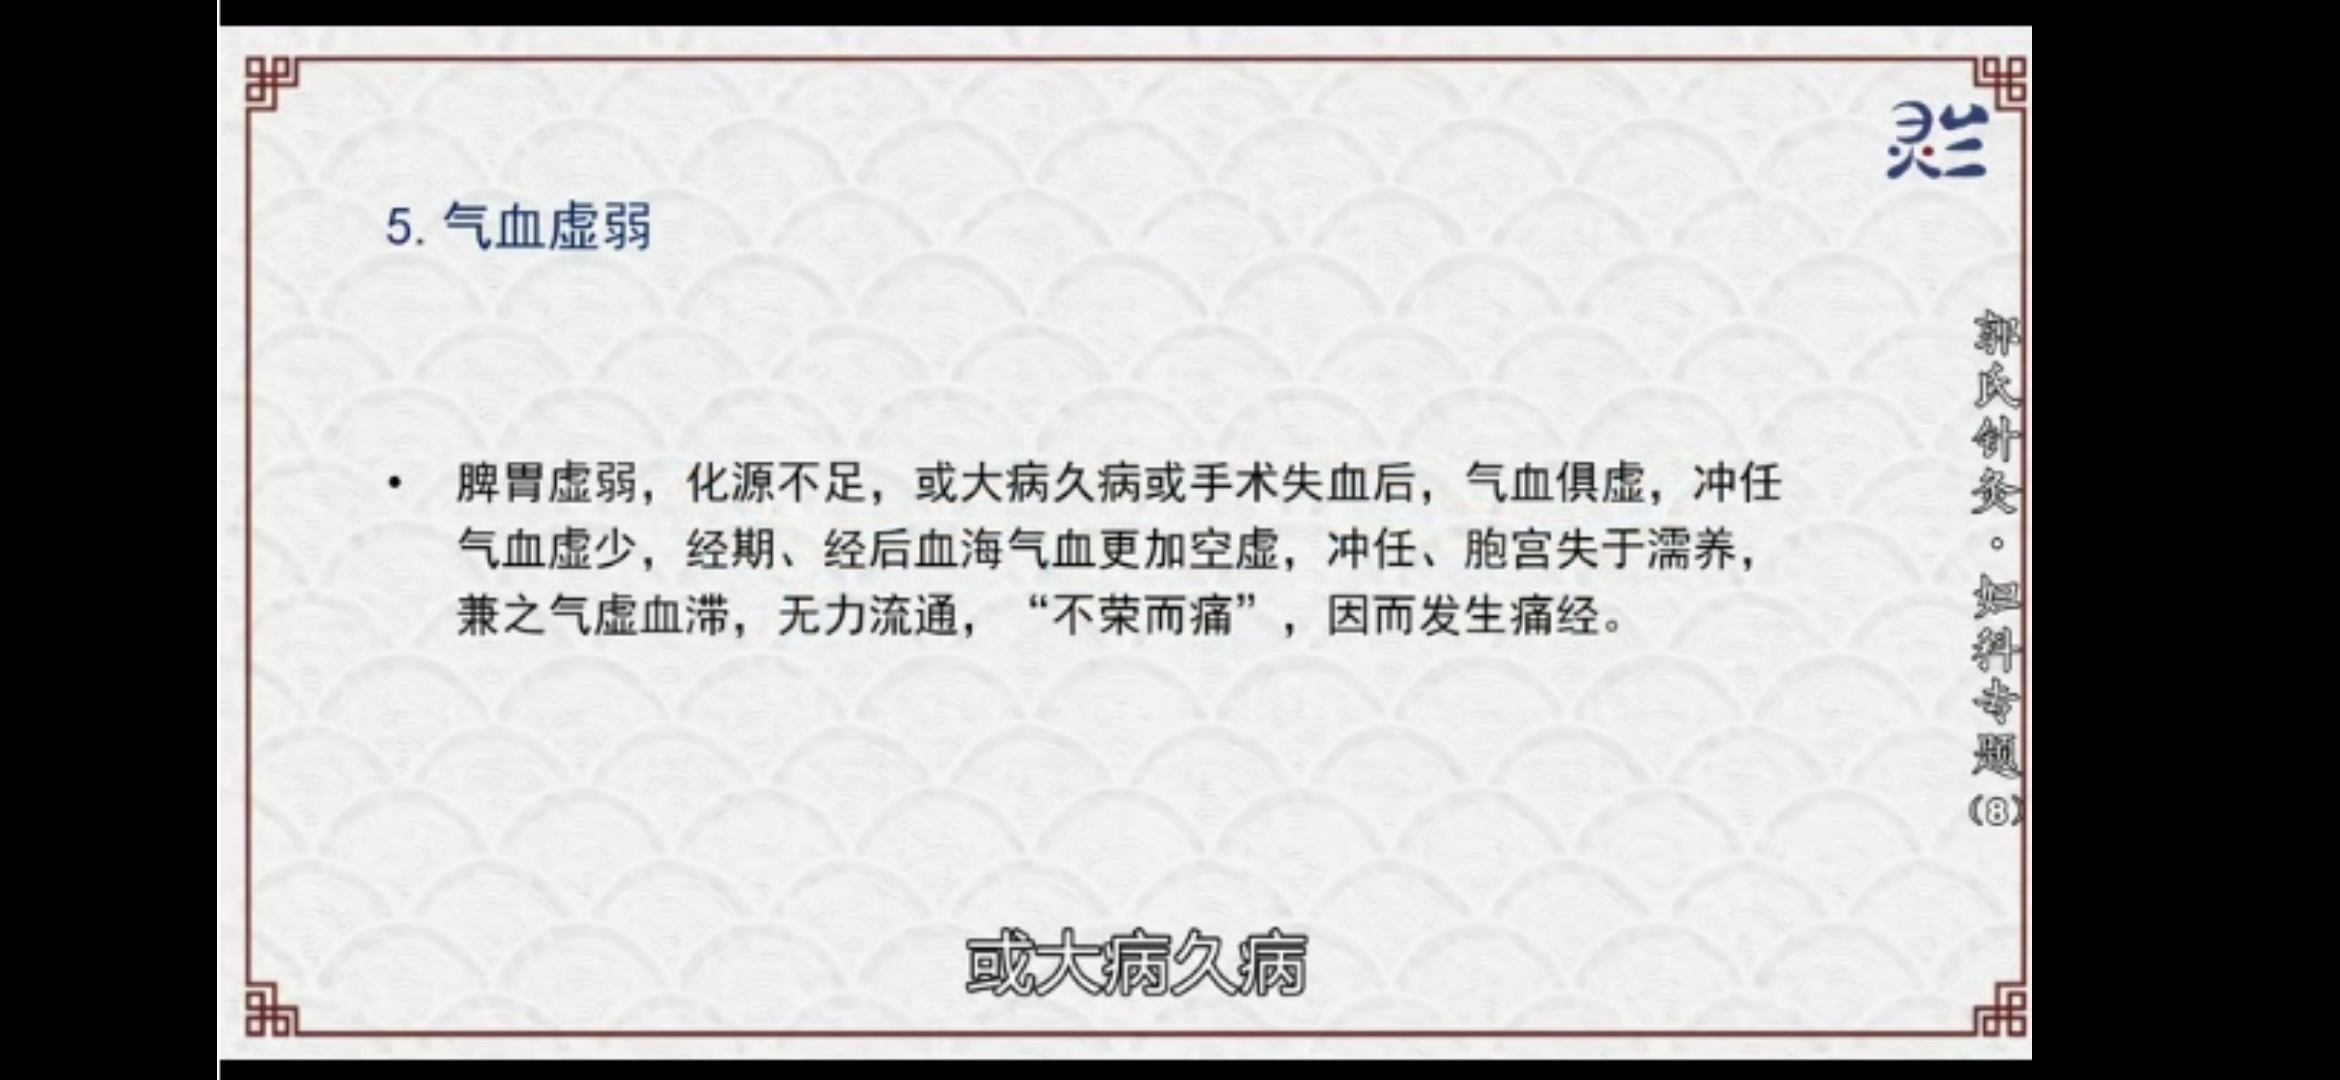 灵兰
5. 气血虚弱
• 脾胃虚弱，化源不足，或大病久病或手术失血后，气血俱虚，冲任
气血虚少，经期、经后血海气血更加空虚，冲任、胞宫失于濡养，
兼之气虚血滞，无力流通，“不荣而痛”，因而发生痛经。
郭氏针灸·妇科专题(8)
或大病久病